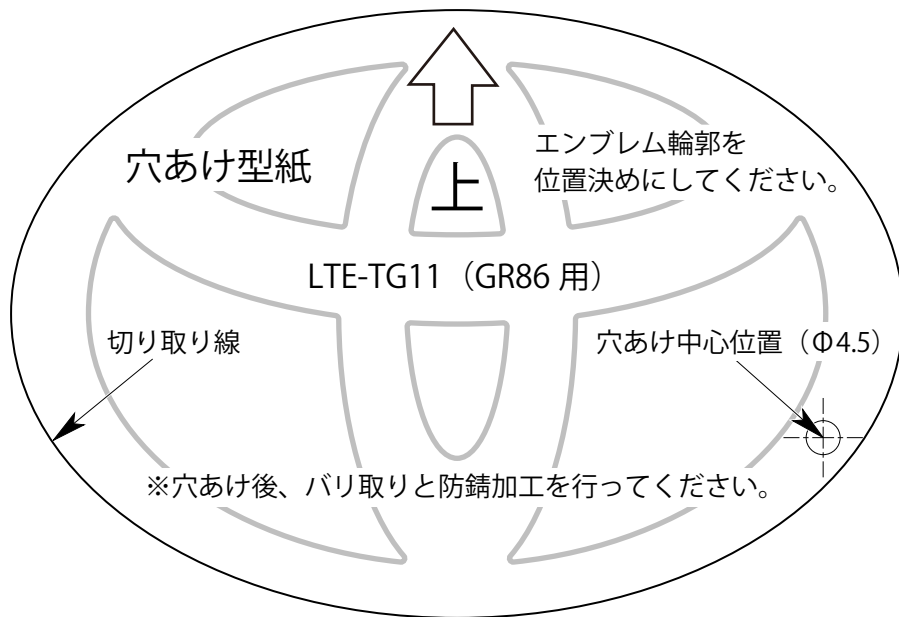 穴あけ型紙
上
エンブレム輪郭を
位置決めにしてください。
LTE-TG11（GR86 用）
切り取り線
穴あけ中心位置（Φ4.5）
※穴あけ後、バリ取りと防錆加工を行ってください。